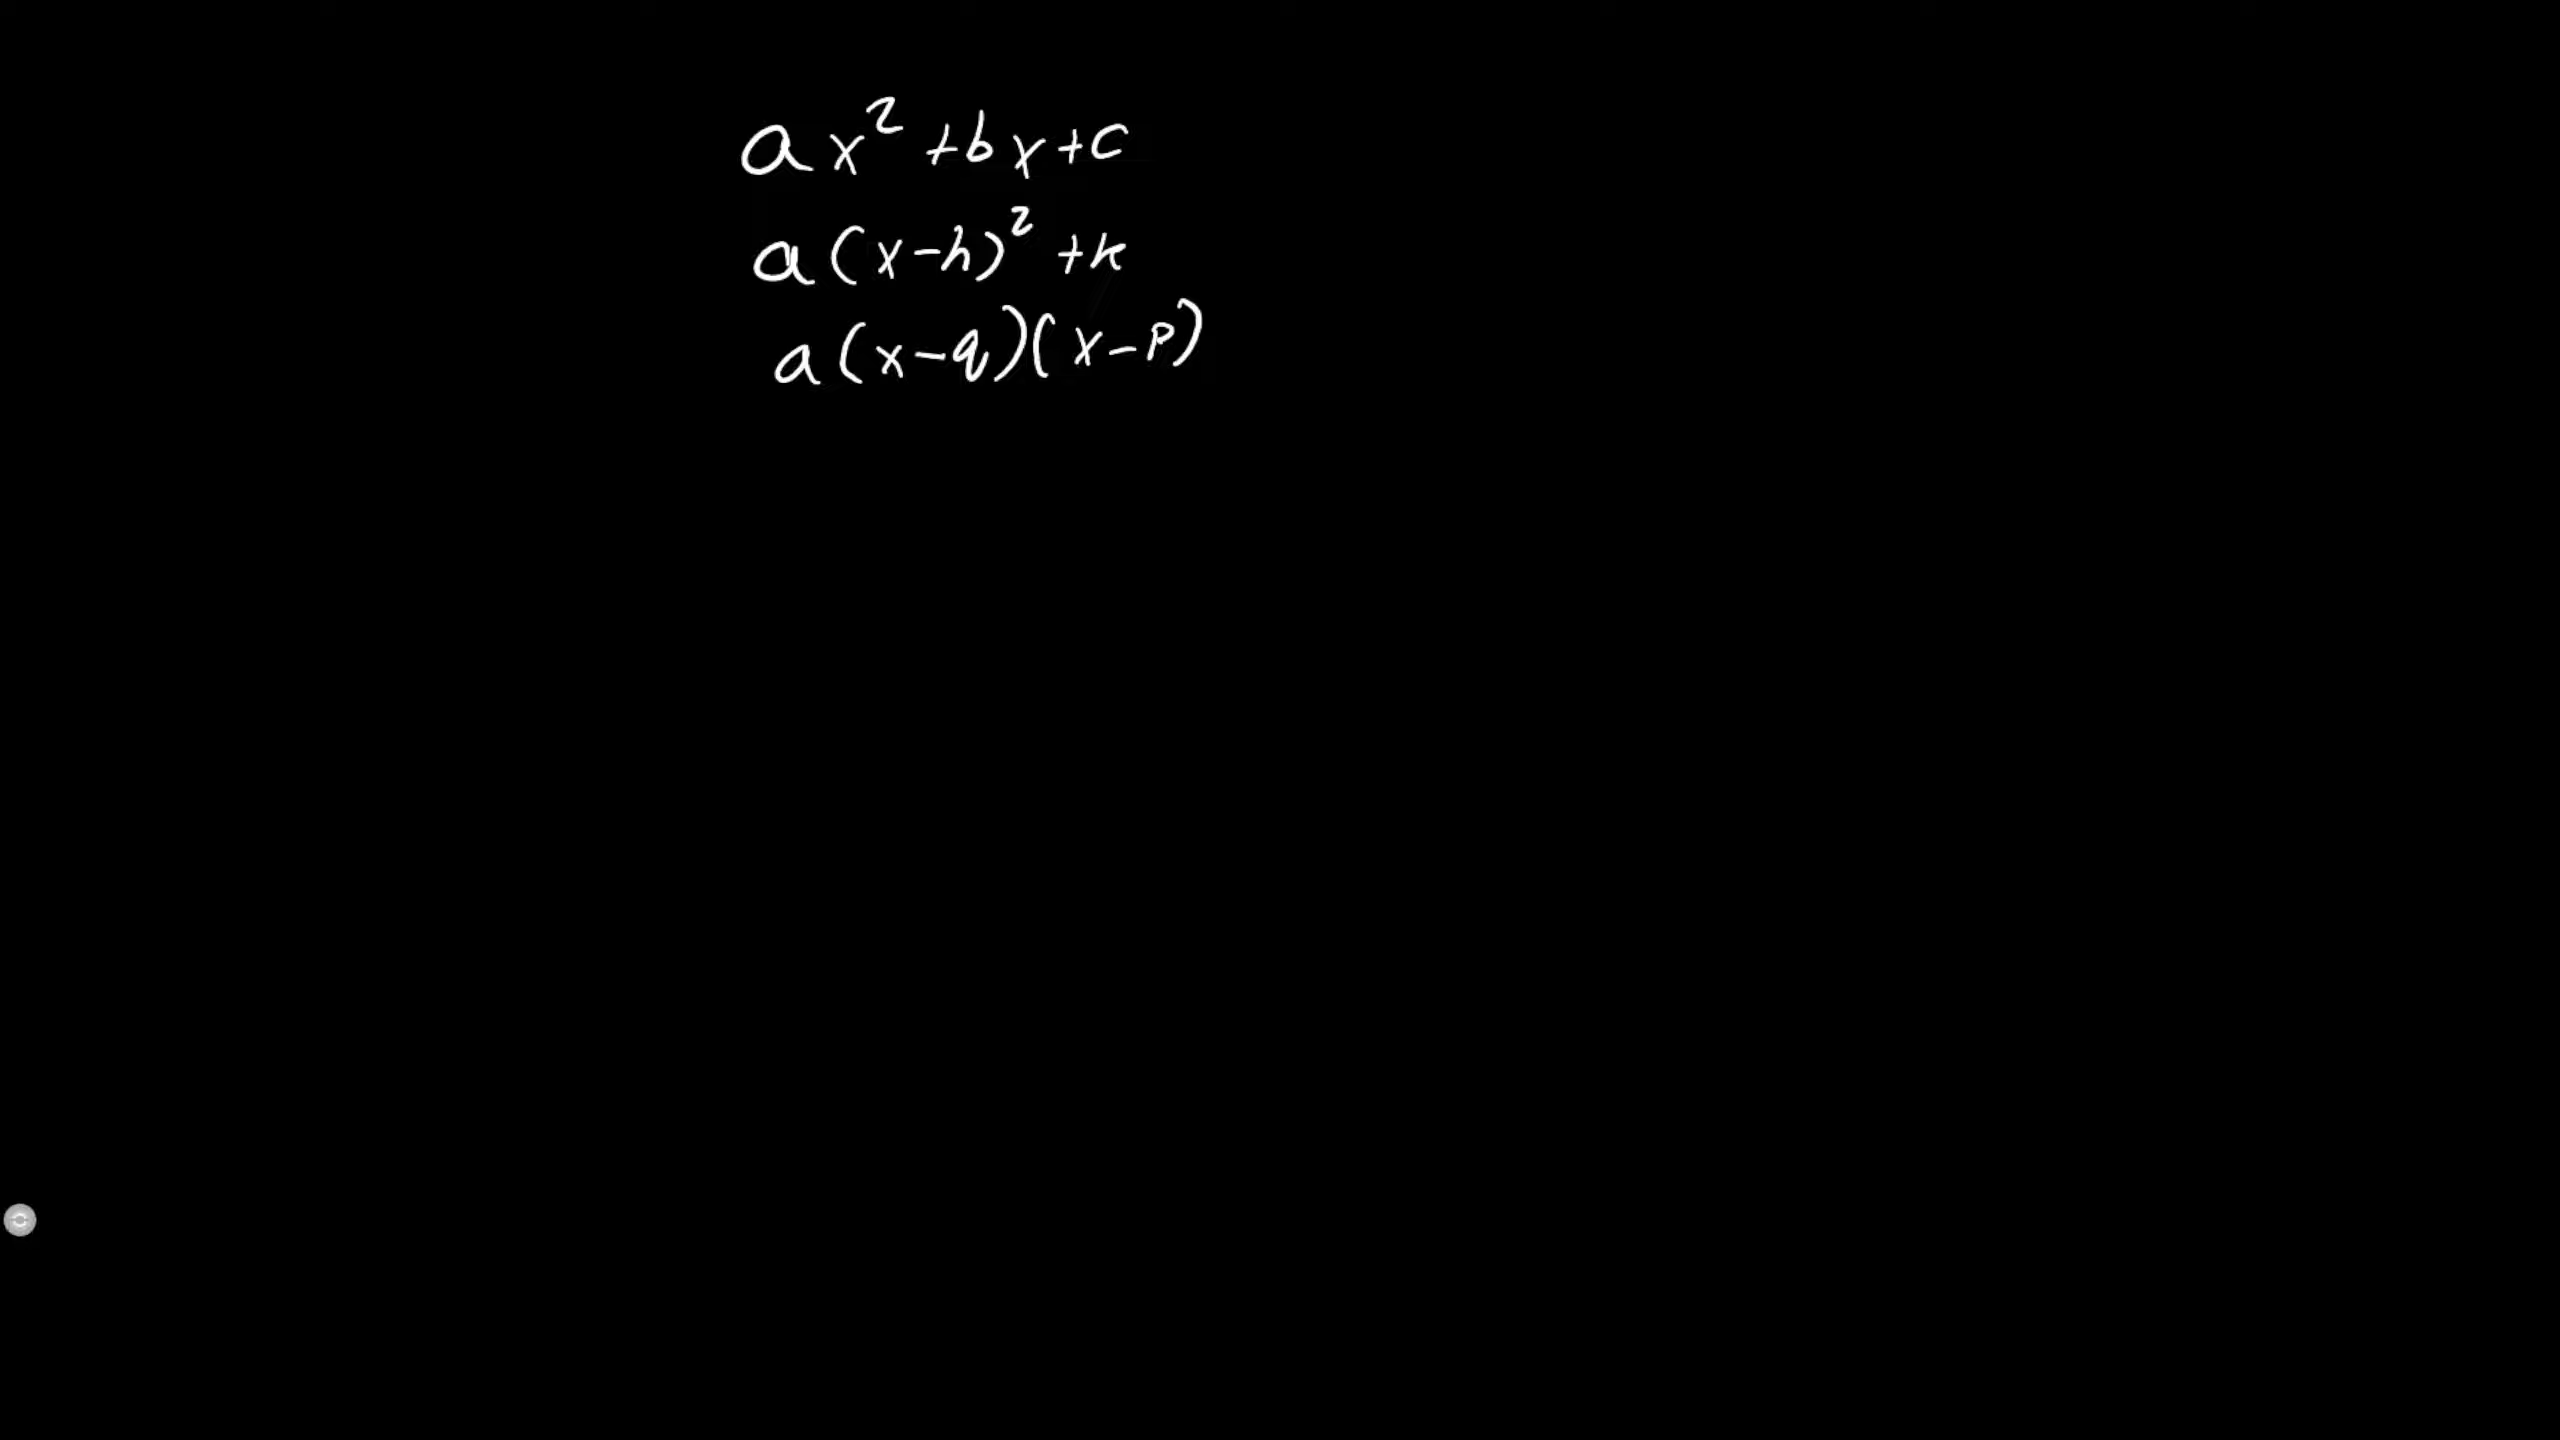 ax² +bx+c
a(x-h)² +k
a(x-q)(x-p)